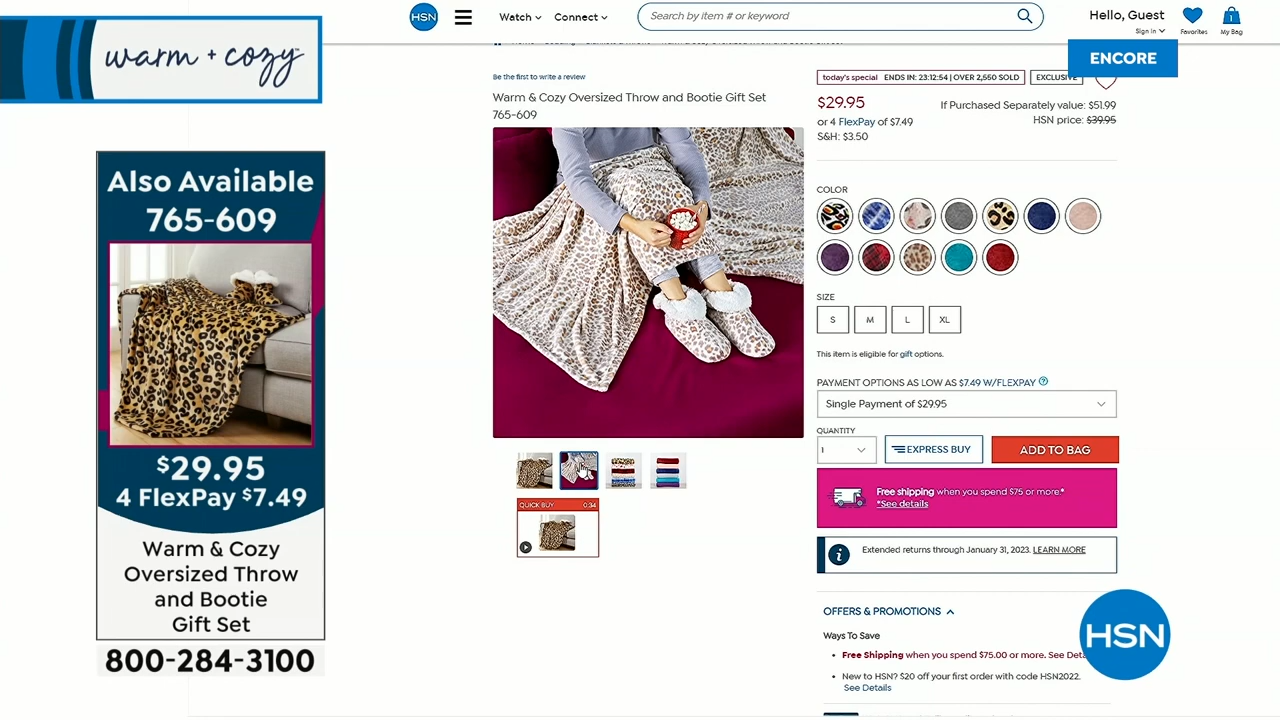 warm + cozy
Also Available
765-609
$29.95
4 FlexPay $7.49
Warm & Cozy
Oversized Throw
and Bootie
Gift Set
800-284-3100
HSN
Watch
Connect
Search by item # or keyword
Hello, Guest
Sign In
Favorites
1
My Bag
ENCORE
Be the first to write a review
Warm & Cozy Oversized Throw and Bootie Gift Set
765-609
QUICK BUY 0:34
today's special ENDS IN: 23:12:54 | OVER 2,550 SOLD
EXCLUSIVE
$29.95
If Purchased Separately value: $51.99
or 4 FlexPay of $7.49
HSN price: $39.95
S&H: $3.50
COLOR
SIZE
S M L XL
This item is eligible for gift options.
PAYMENT OPTIONS AS LOW AS $7.49 W/FLEXPAY ?
Single Payment of $29.95
QUANTITY
1
EXPRESS BUY
ADD TO BAG
Free shipping when you spend $75 or more.*
*See details
i
Extended returns through January 31, 2023. LEARN MORE
OFFERS & PROMOTIONS
Ways To Save
• Free Shipping when you spend $75.00 or more. See Deta
• New to HSN? $20 off your first order with code HSN2022.
See Details
HSN